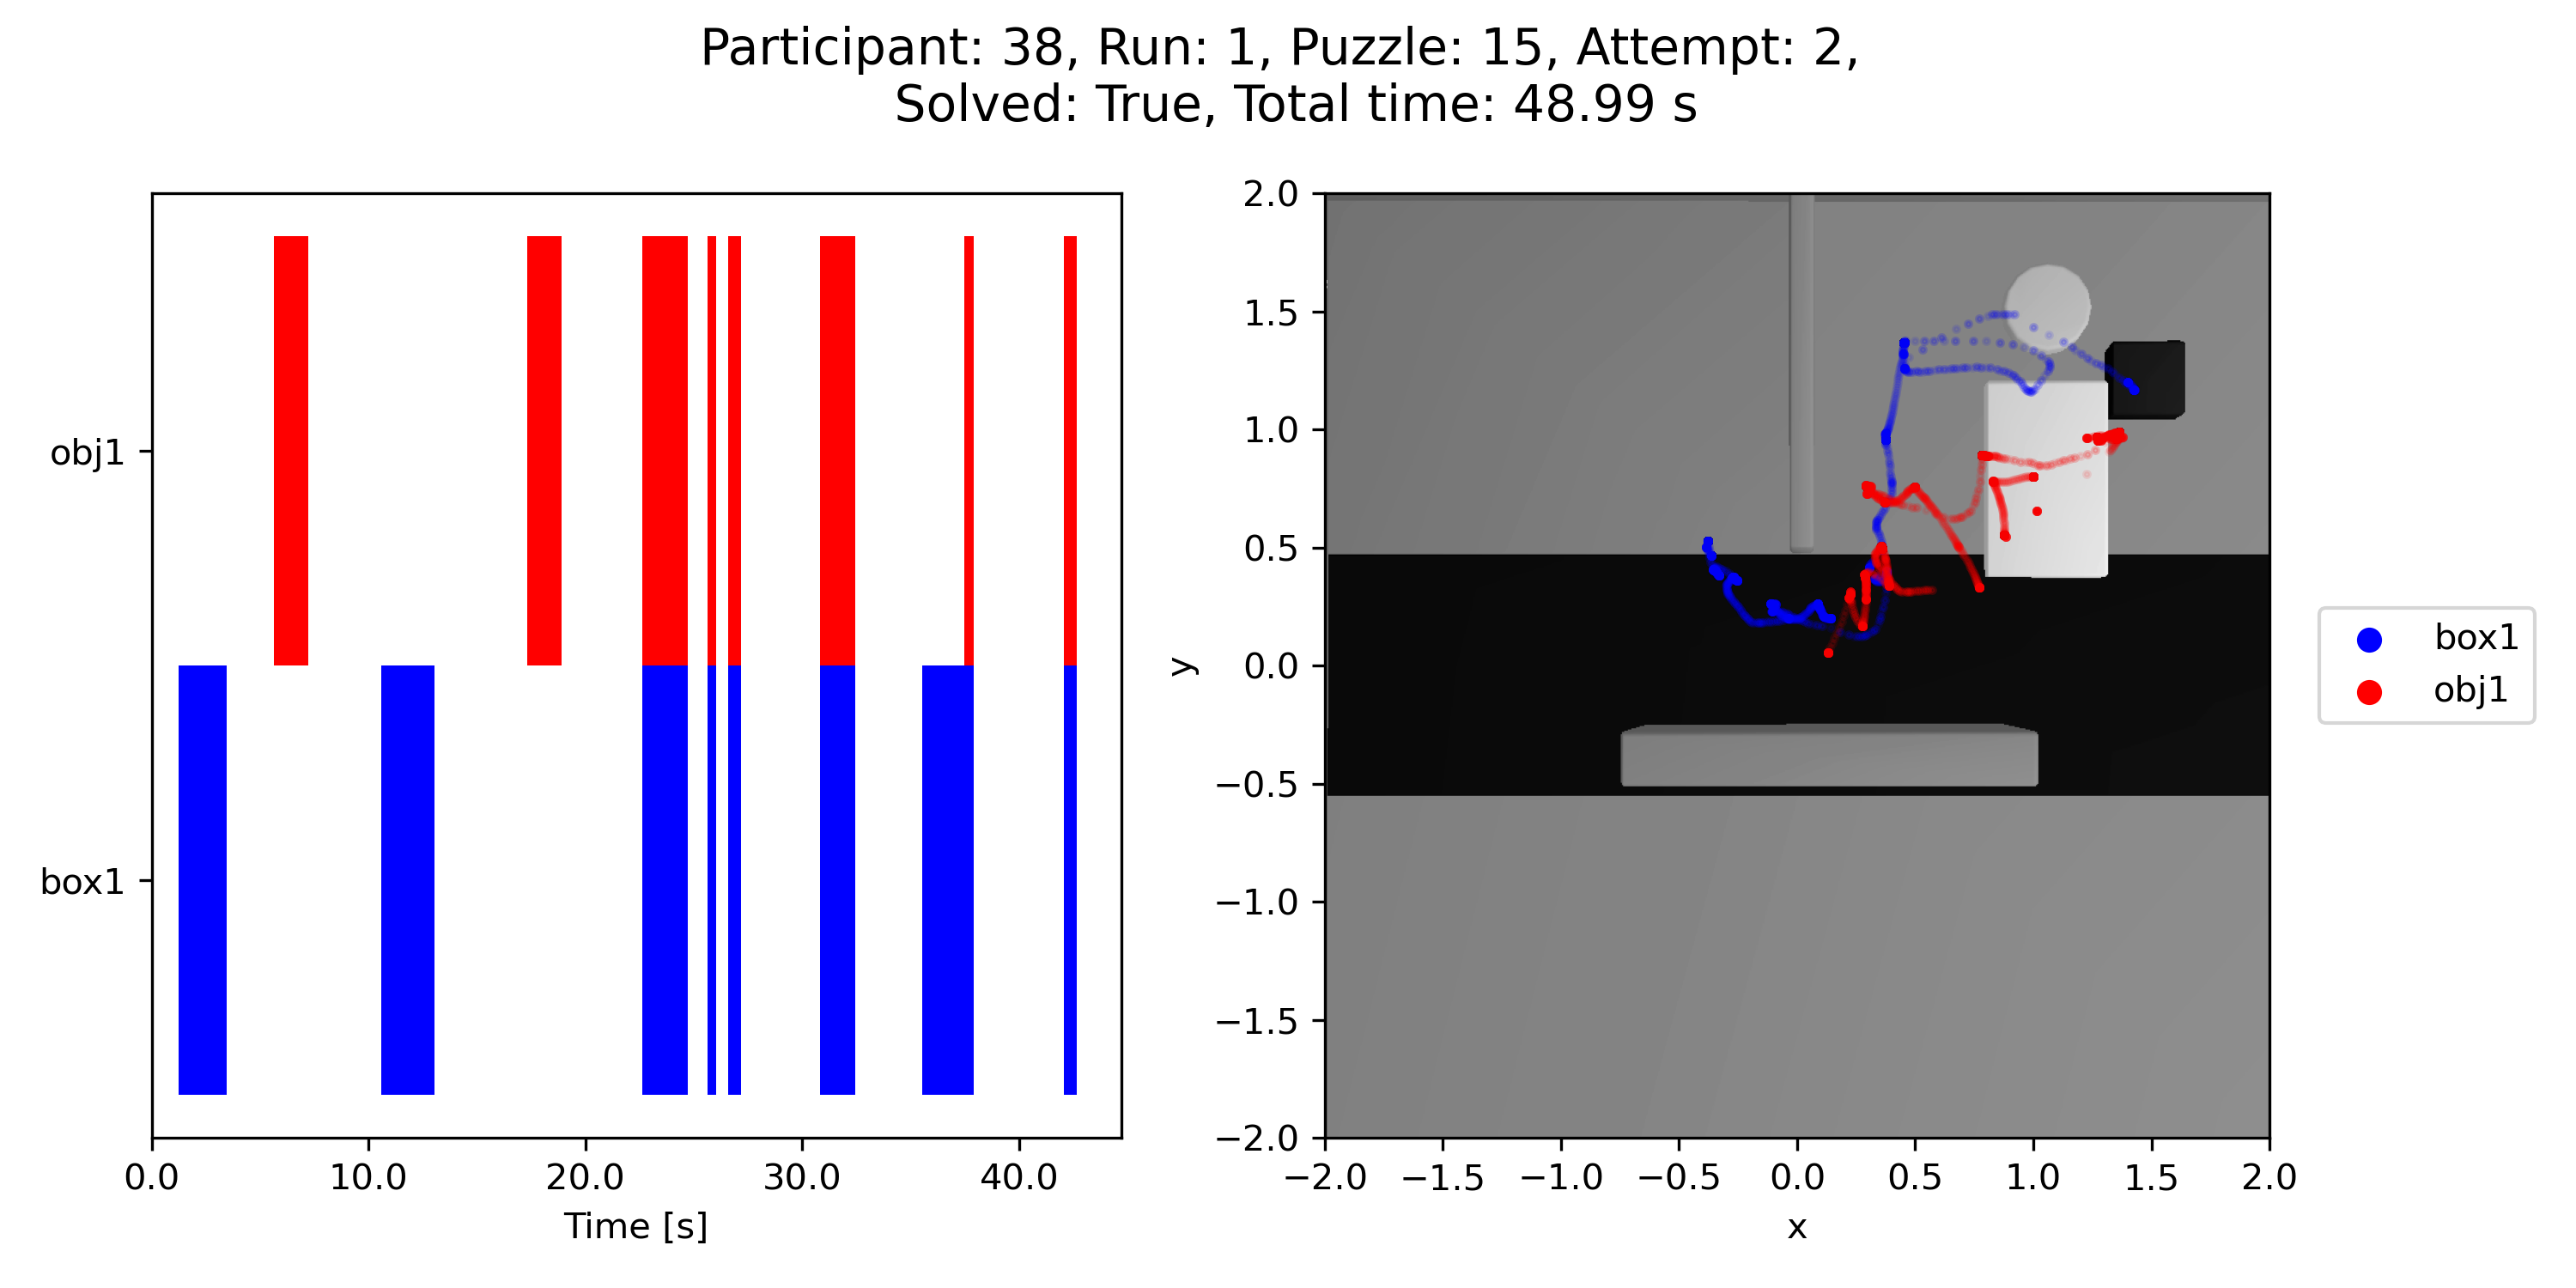 Participant: 38, Run: 1, Puzzle: 15, Attempt: 2,
Solved: True, Total time: 48.99 s
obj1
box1
0.0 10.0 20.0 30.0 40.0
Time [s]
2.0
1.5
1.0
0.5
0.0
−0.5
−1.0
−1.5
−2.0
y
−2.0 −1.5 −1.0 −0.5 0.0 0.5 1.0 1.5 2.0
x
box1
obj1